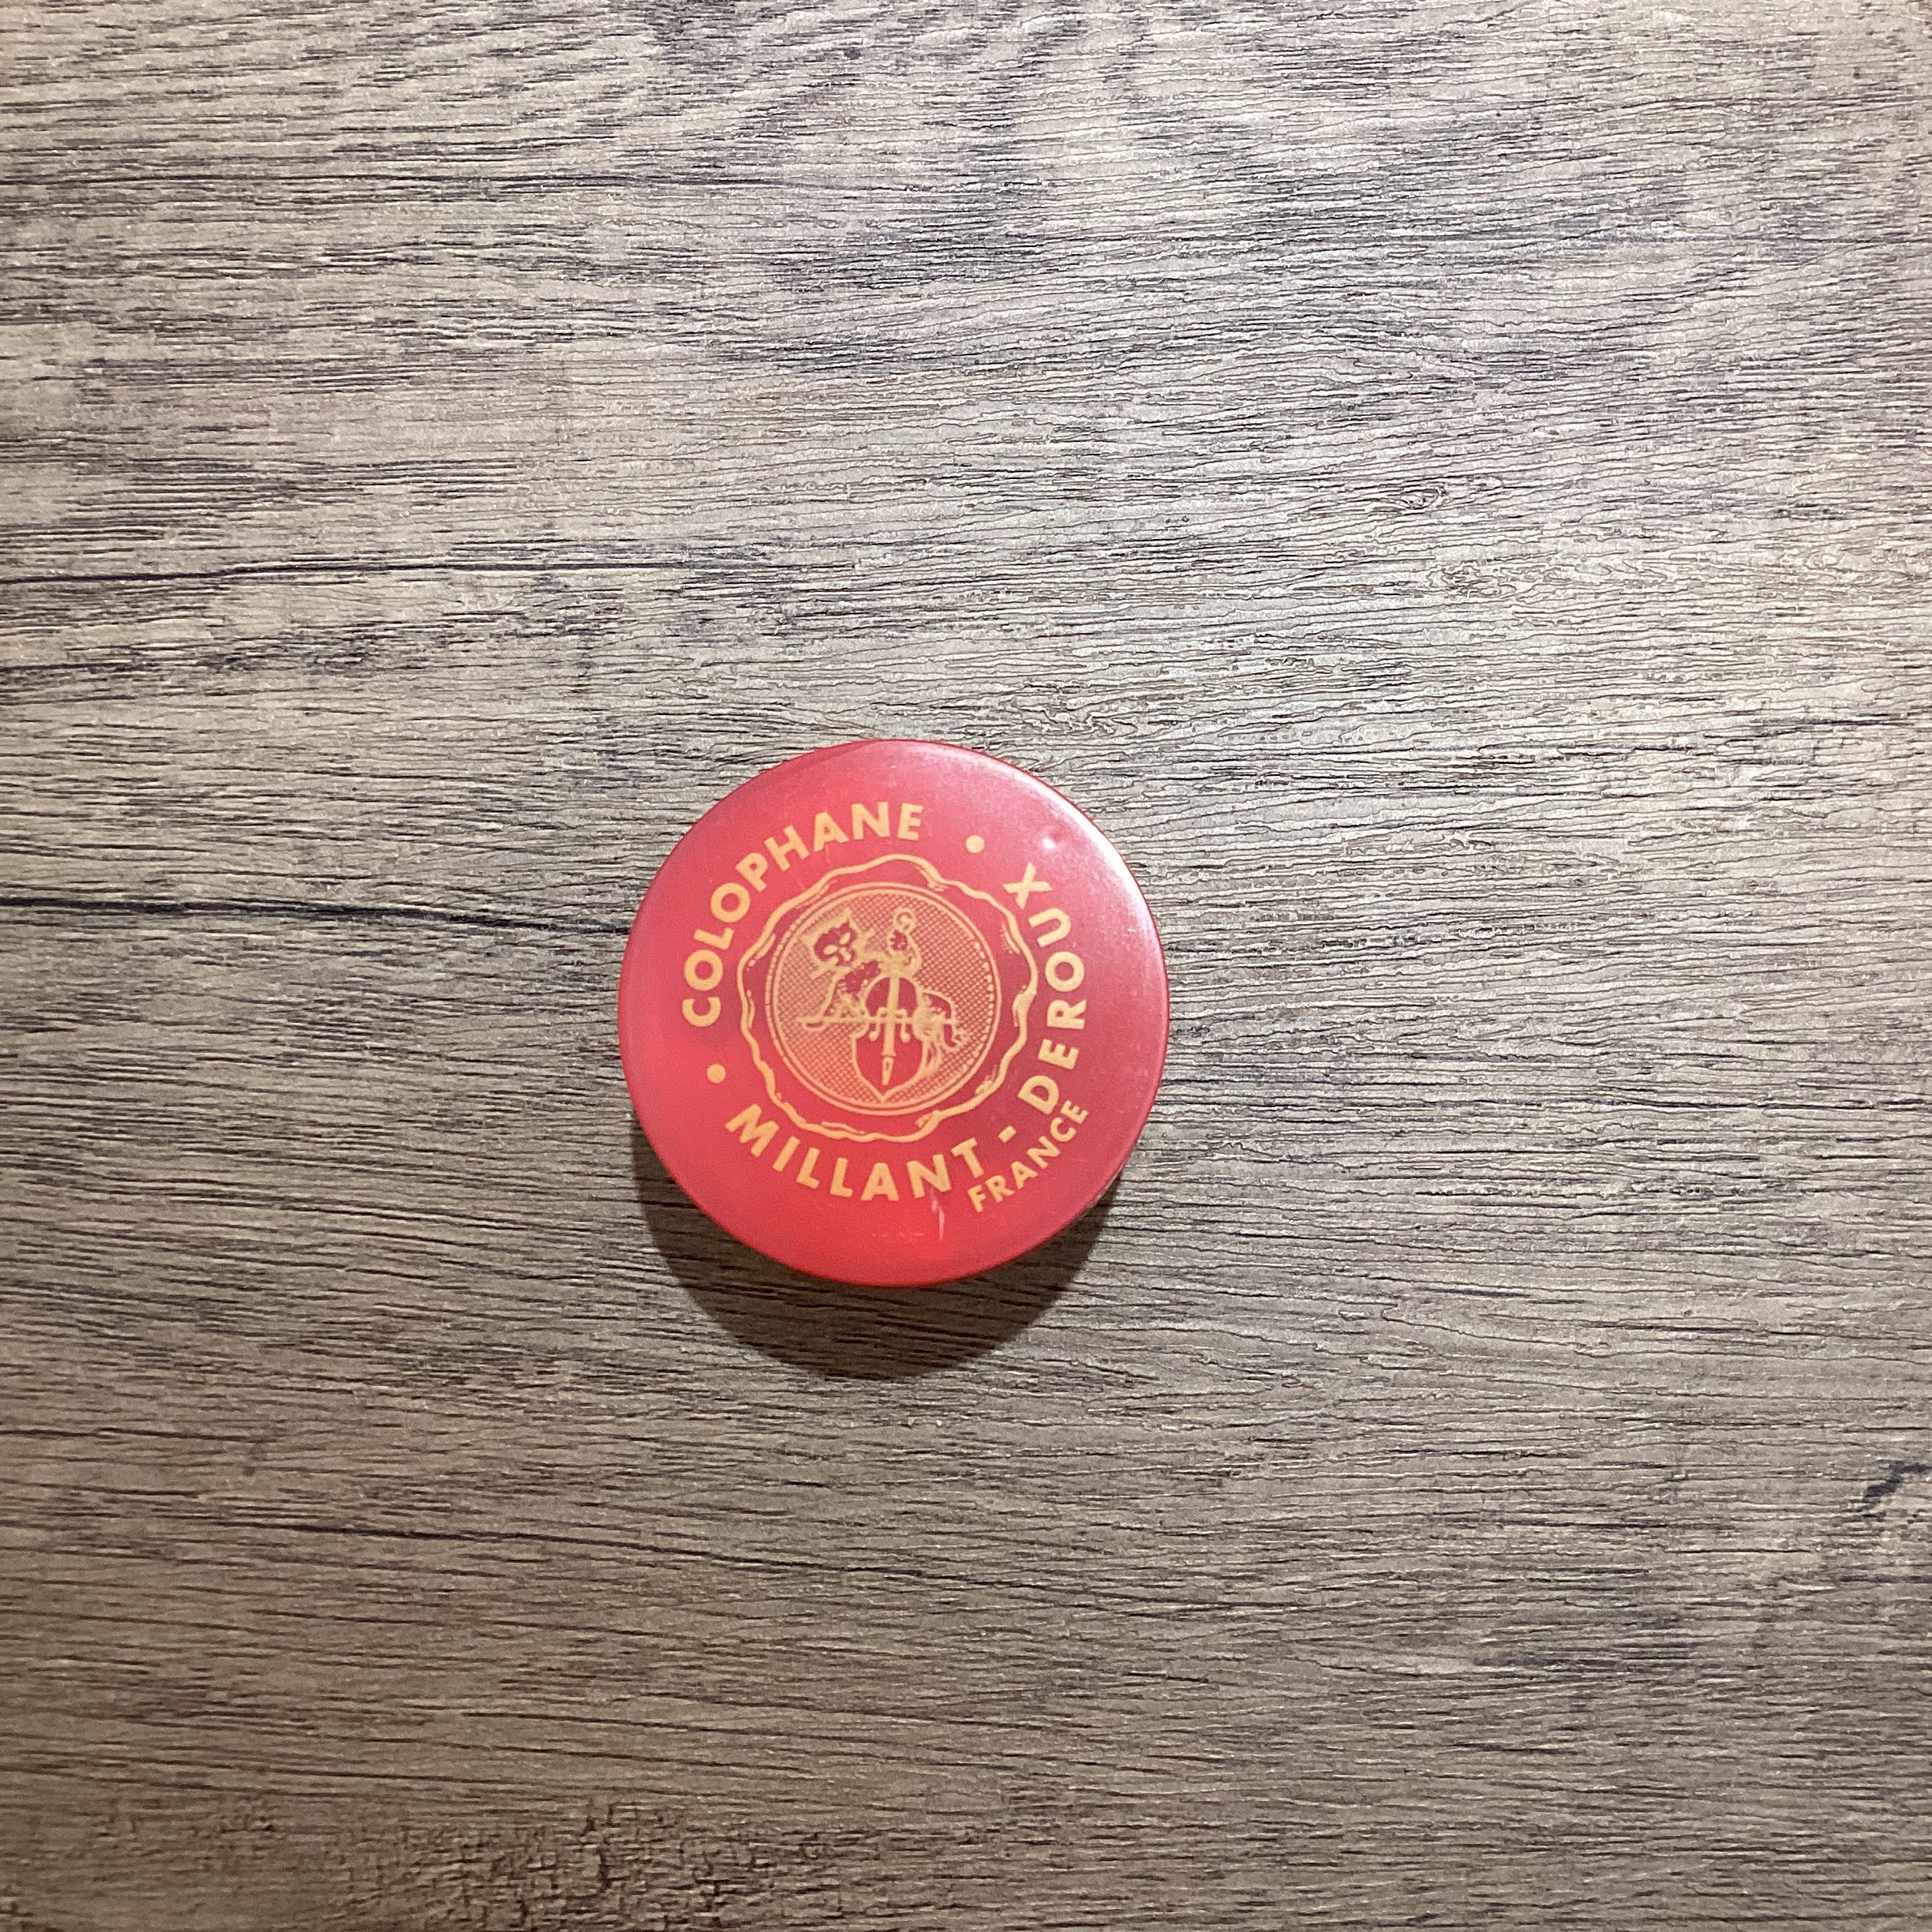 COLOPHANE
MILLANT - DEROUX
FRANCE